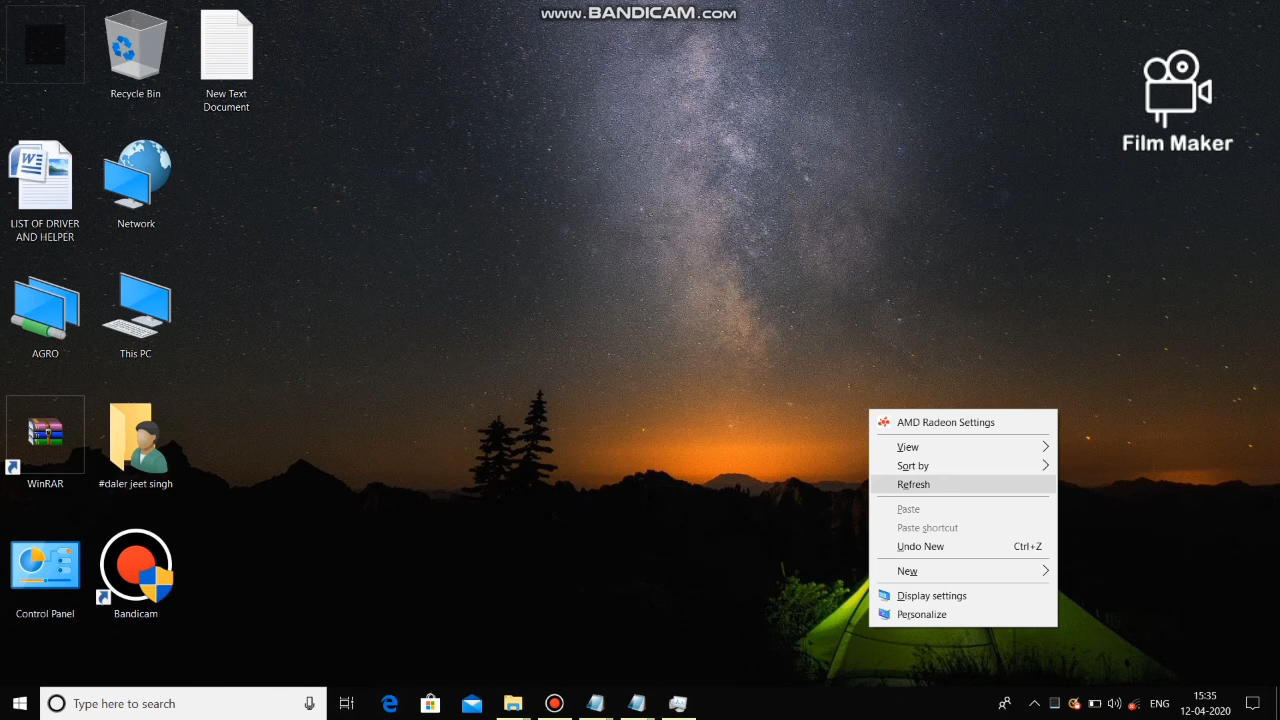 www.BANDICAM.com
Film Maker
Recycle Bin
New Text
Document
LIST OF DRIVER
AND HELPER
Network
AGRO
This PC
WinRAR
#daler jeet singh
Control Panel
Bandicam
AMD Radeon Settings
View
Sort by
Refresh
Paste
Paste shortcut
Undo New Ctrl+Z
New
Display settings
Personalize
Type here to search
ENG
15:35
12-04-2020